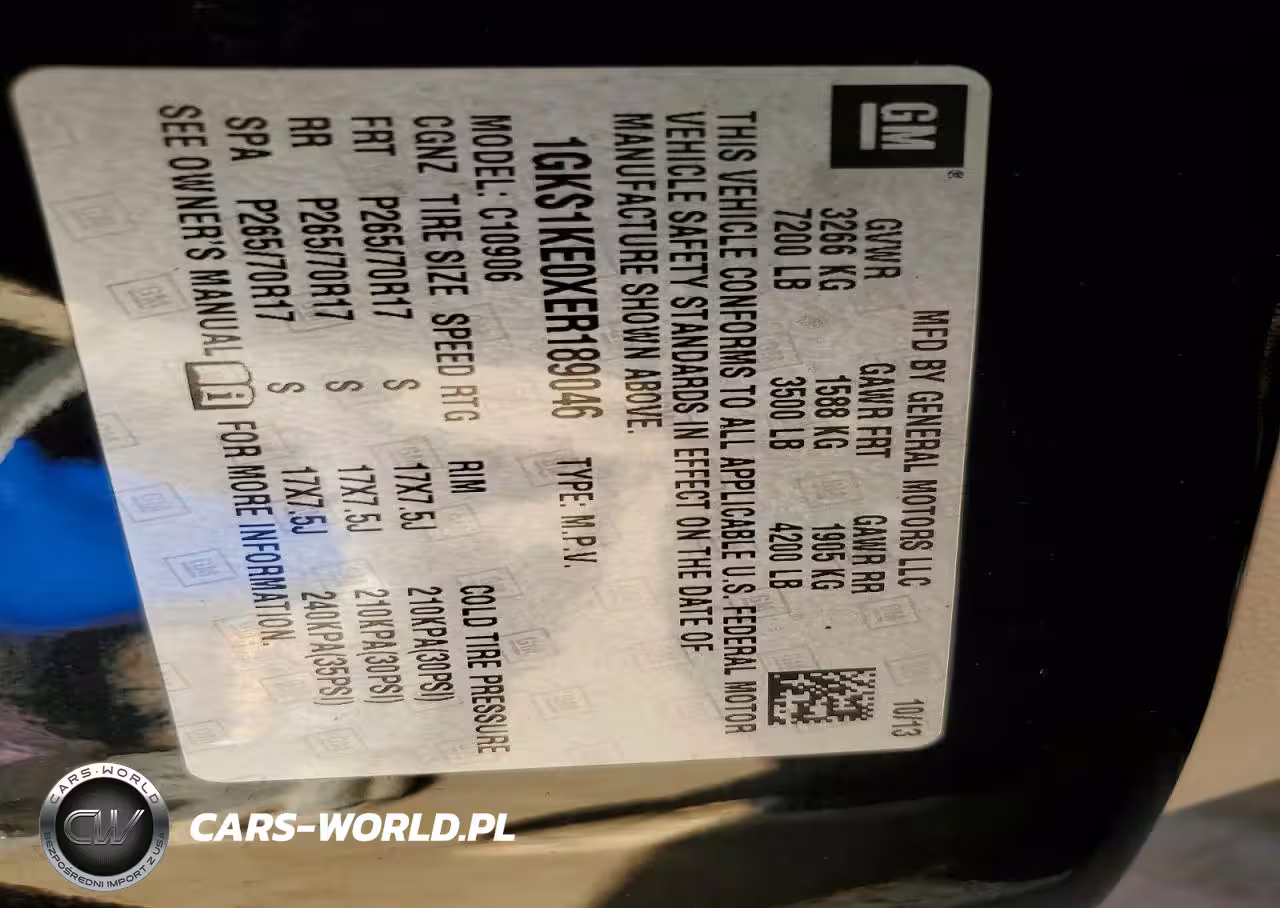 GM®
MFD BY GENERAL MOTORS LLC 10/13
GVWR GAWR FRT GAWR RR
3266 KG 1588 KG 1905 KG
7200 LB 3500 LB 4200 LB
THIS VEHICLE CONFORMS TO ALL APPLICABLE U.S. FEDERAL MOTOR
VEHICLE SAFETY STANDARDS IN EFFECT ON THE DATE OF
MANUFACTURE SHOWN ABOVE.
1GKS1KE0XER189046 TYPE: M.P.V.
MODEL: C10906
CGNZ TIRE SIZE SPEED RTG RIM COLD TIRE PRESSURE
FRT P265/70R17 S 17X7.5J 210KPA(30PSI)
RR P265/70R17 S 17X7.5J 210KPA(30PSI)
SPA P265/70R17 S 17X7.5J 240KPA(35PSI)
SEE OWNER'S MANUAL FOR MORE INFORMATION.
CARS-WORLD
CW
BEZPOŚREDNI IMPORT Z USA
CARS-WORLD.PL